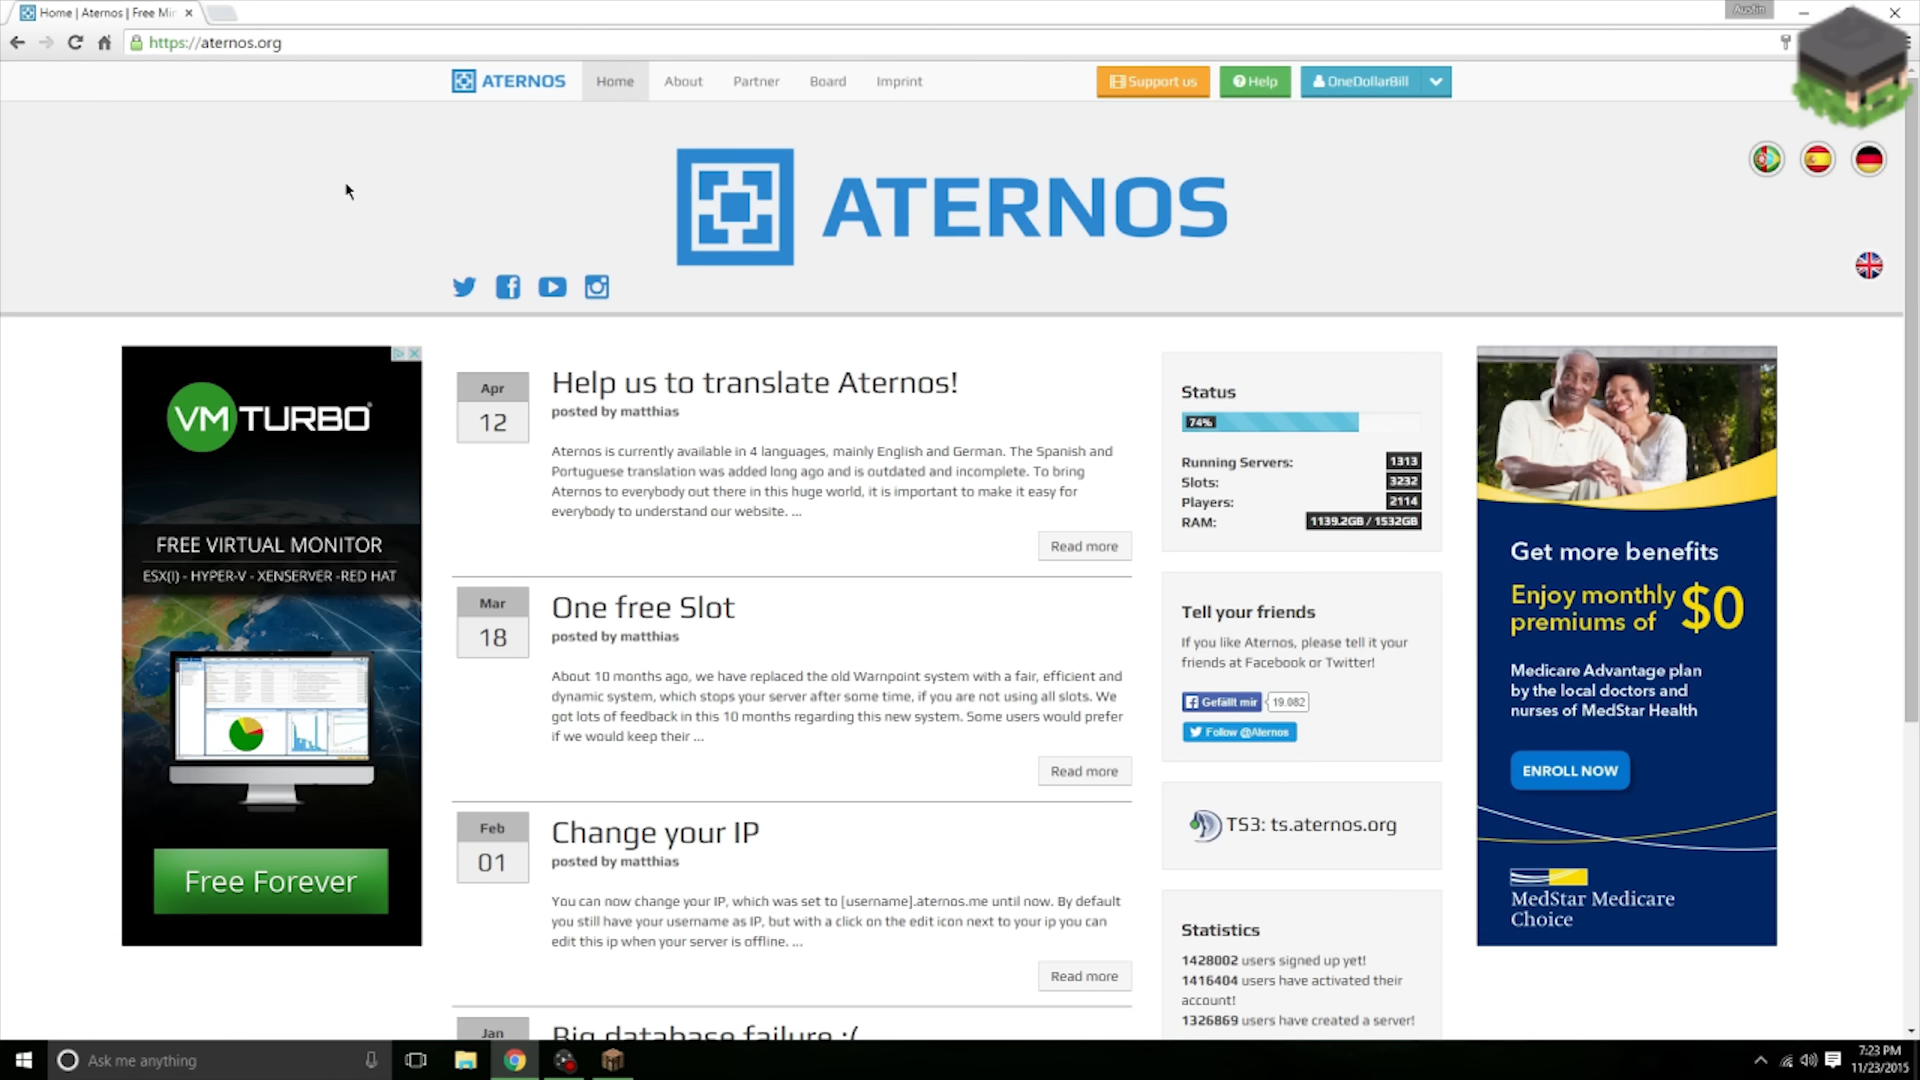 Home | Aternos | Free Mir
Austin
https://aternos.org
ATERNOS
Home
About
Partner
Board
Imprint
Support us
Help
OneDollarBill
ATERNOS
VMTURBO
FREE VIRTUAL MONITOR
ESX(I) - HYPER-V - XENSERVER -RED HAT
Free Forever
Apr
12
Help us to translate Aternos!
posted by matthias
Aternos is currently available in 4 languages, mainly English and German. The Spanish and
Portuguese translation was added long ago and is outdated and incomplete. To bring
Aternos to everybody out there in this huge world, it is important to make it easy for
everybody to understand our website. ...
Read more
Mar
18
One free Slot
posted by matthias
About 10 months ago, we have replaced the old Warnpoint system with a fair, efficient and
dynamic system, which stops your server after some time, if you are not using all slots. We
got lots of feedback in this 10 months regarding this new system. Some users would prefer
if we would keep their ...
Read more
Feb
01
Change your IP
posted by matthias
You can now change your IP, which was set to [username].aternos.me until now. By default
you still have your username as IP, but with a click on the edit icon next to your ip you can
edit this ip when your server is offline. ...
Read more
Jan
Big database failure :(
Status
74%
Running Servers: 1313
Slots: 3232
Players: 2114
RAM: 1139.2GB / 1532GB
Tell your friends
If you like Aternos, please tell it your
friends at Facebook or Twitter!
Gefällt mir 19.082
Follow @Aternos
TS3: ts.aternos.org
Statistics
1428002 users signed up yet!
1416404 users have activated their
account!
1326869 users have created a server!
Get more benefits
Enjoy monthly
premiums of $0
Medicare Advantage plan
by the local doctors and
nurses of MedStar Health
ENROLL NOW
MedStar Medicare
Choice
Ask me anything
7:23 PM
11/23/2015